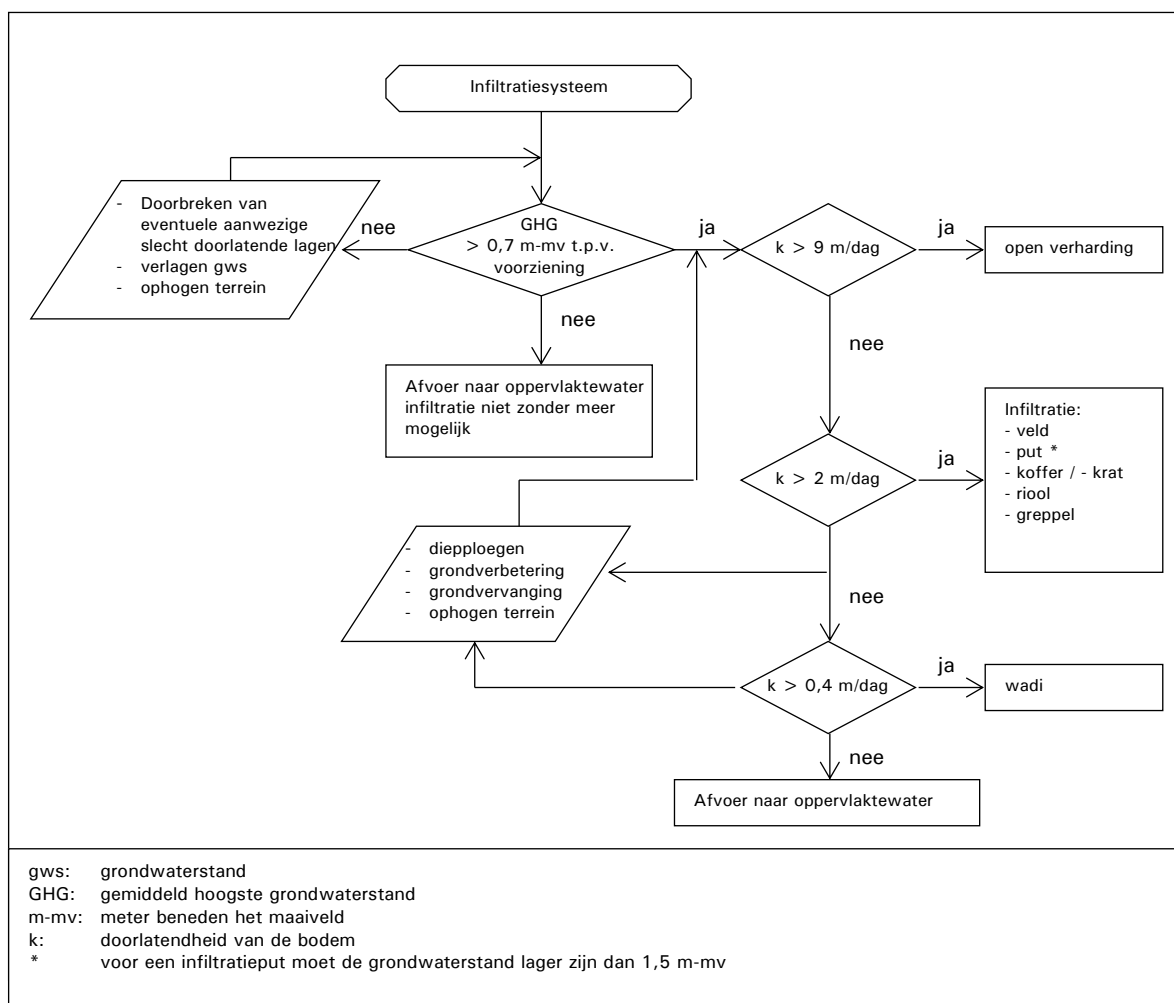 Infiltratiesysteem
- Doorbreken van
eventuele aanwezige
slecht doorlatende lagen
- verlagen gws
- ophogen terrein
nee
GHG
> 0,7 m-mv t.p.v.
voorziening
ja
k > 9 m/dag
ja
open verharding
nee
nee
Afvoer naar oppervlaktewater
infiltratie niet zonder meer
mogelijk
k > 2 m/dag
ja
Infiltratie:
- veld
- put *
- koffer / - krat
- riool
- greppel
- diepploegen
- grondverbetering
- grondvervanging
- ophogen terrein
nee
k > 0,4 m/dag
ja
wadi
nee
Afvoer naar oppervlaktewater
gws: grondwaterstand
GHG: gemiddeld hoogste grondwaterstand
m-mv: meter beneden het maaiveld
k: doorlatendheid van de bodem
* voor een infiltratieput moet de grondwaterstand lager zijn dan 1,5 m-mv